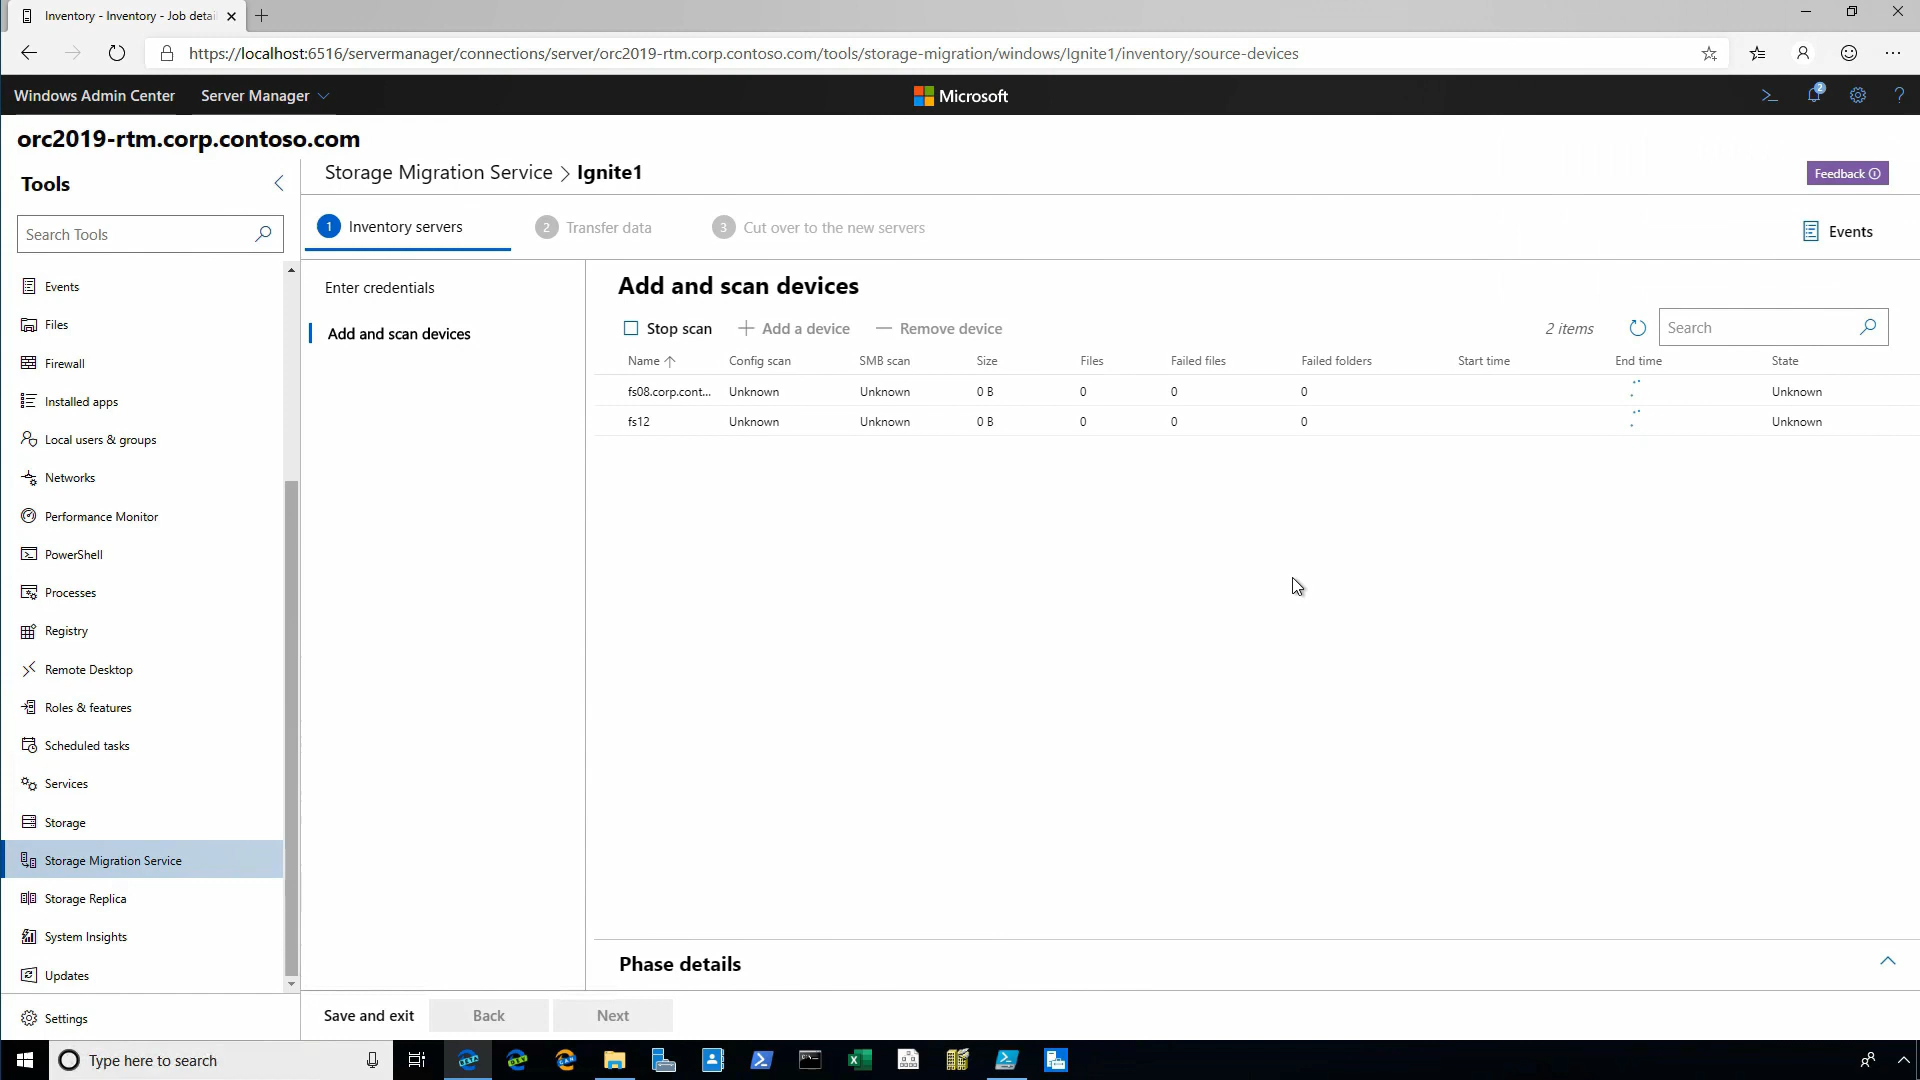 Inventory - Inventory - Job detai
https://localhost:6516/servermanager/connections/server/orc2019-rtm.corp.contoso.com/tools/storage-migration/windows/Ignite1/inventory/source-devices
Windows Admin Center Server Manager Microsoft 2 ?
orc2019-rtm.corp.contoso.com
Tools
Search Tools
Events
Files
Firewall
Installed apps
Local users & groups
Networks
Performance Monitor
PowerShell
Processes
Registry
Remote Desktop
Roles & features
Scheduled tasks
Services
Storage
Storage Migration Service
Storage Replica
System Insights
Updates
Settings
Storage Migration Service > Ignite1
Feedback
1 Inventory servers 2 Transfer data 3 Cut over to the new servers
Events
Enter credentials
Add and scan devices
Add and scan devices
Stop scan Add a device Remove device 2 items Search
Name Config scan SMB scan Size Files Failed files Failed folders Start time End time State
fs08.corp.cont... Unknown Unknown 0 B 0 0 0 Unknown
fs12 Unknown Unknown 0 B 0 0 0 Unknown
Phase details
Save and exit Back Next
Type here to search
BETA DEV CAN